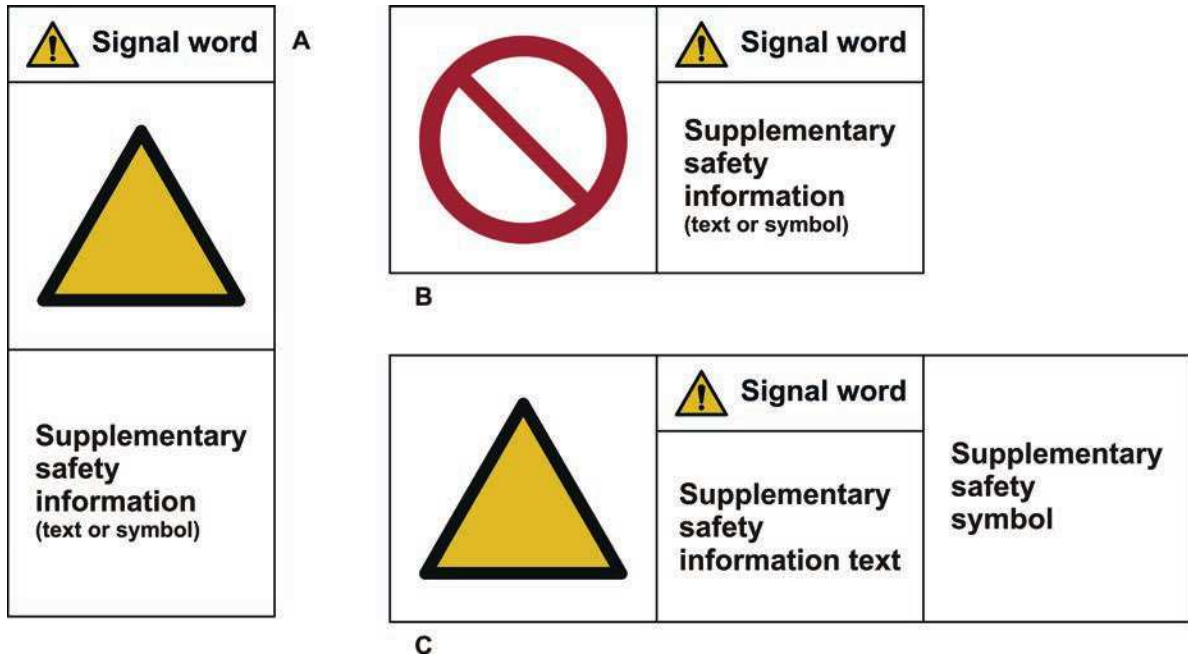 Signal word
A
Supplementary
safety
information
(text or symbol)
Signal word
Supplementary
safety
information
(text or symbol)
B
Signal word
Supplementary
safety
information text
Supplementary
safety
symbol
C